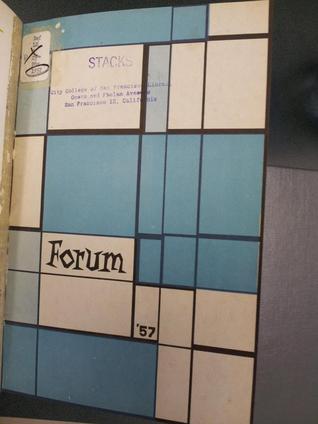 STACKS
City College of San Francisco Library
Ocean and Phelan Avenues
San Francisco 12, California
Forum
'57